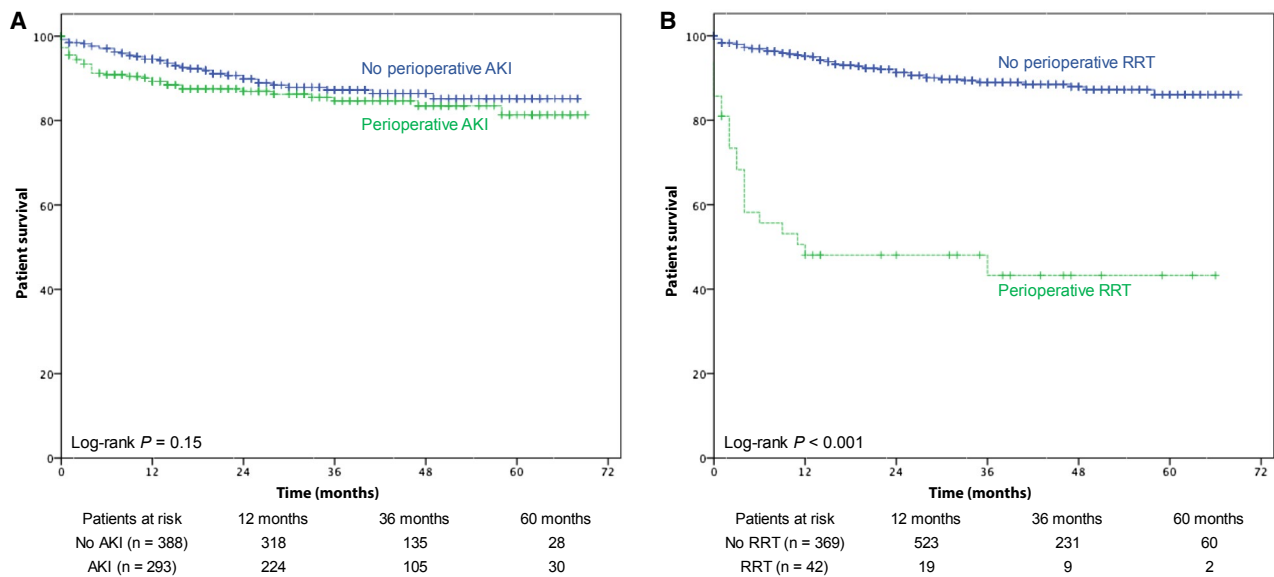 A
100
80
60
40
20
0
Patient survival
No perioperative AKI
Perioperative AKI
Log-rank P = 0.15
0 12 24 36 48 60 72
Time (months)
Patients at risk 12 months 36 months 60 months
No AKI (n = 388) 318 135 28
AKI (n = 293) 224 105 30
B
100
80
60
40
20
0
Patient survival
No perioperative RRT
Perioperative RRT
Log-rank P < 0.001
0 12 24 36 48 60 72
Time (months)
Patients at risk 12 months 36 months 60 months
No RRT (n = 369) 523 231 60
RRT (n = 42) 19 9 2